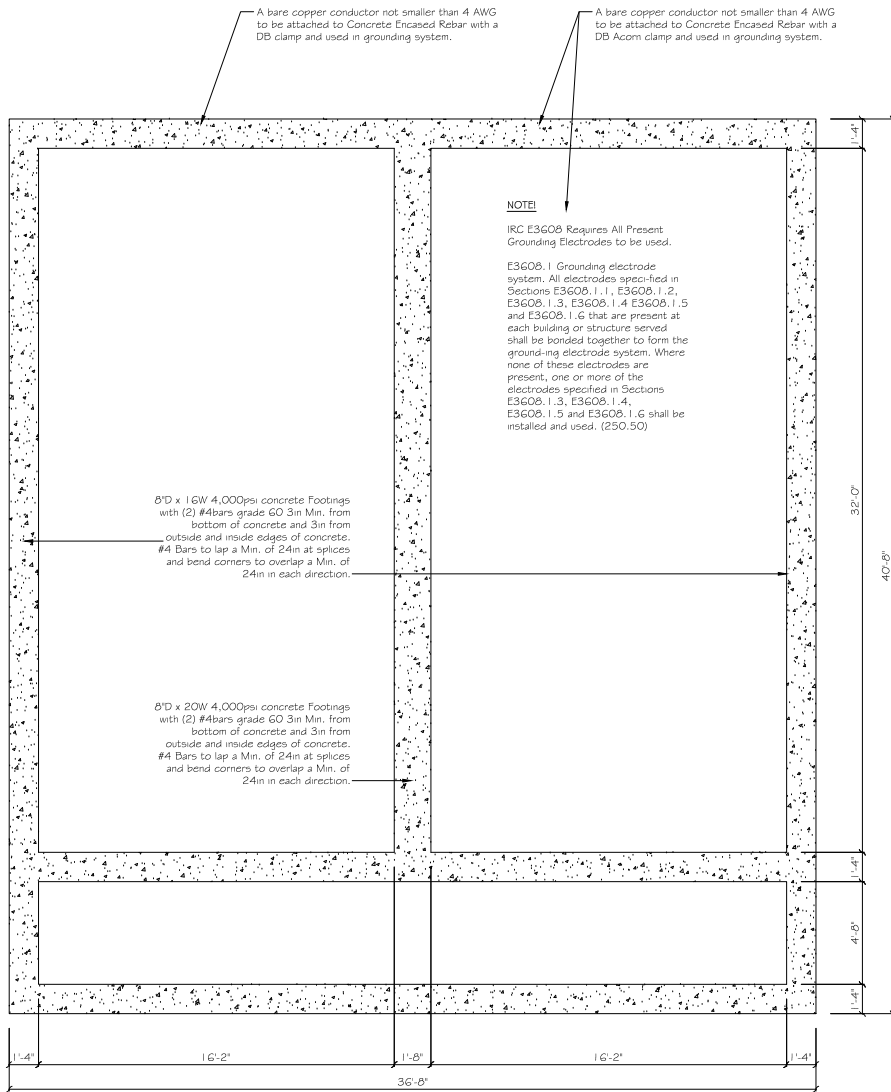 A bare copper conductor not smaller than 4 AWG
to be attached to Concrete Encased Rebar with a
DB clamp and used in grounding system.
A bare copper conductor not smaller than 4 AWG
to be attached to Concrete Encased Rebar with a
DB Acorn clamp and used in grounding system.
1'-4"
NOTE!
IRC E3608 Requires All Present
Grounding Electrodes to be used.
E3608.1 Grounding electrode
system. All electrodes speci-fied in
Sections E3608.1.1, E3608.1.2,
E3608.1.3, E3608.1.4 E3608.1.5
and E3608.1.6 that are present at
each building or structure served
shall be bonded together to form the
ground-ing electrode system. Where
none of these electrodes are
present, one or more of the
electrodes specified in Sections
E3608.1.3, E3608.1.4,
E3608.1.5 and E3608.1.6 shall be
installed and used. (250.50)
8"D x 16W 4,000psi concrete Footings
with (2) #4bars grade 60 3in Min. from
bottom of concrete and 3in from
outside and inside edges of concrete.
#4 Bars to lap a Min. of 24in at splices
and bend corners to overlap a Min. of
24in in each direction.
32'-0"
40'-8"
8"D x 20W 4,000psi concrete Footings
with (2) #4bars grade 60 3in Min. from
bottom of concrete and 3in from
outside and inside edges of concrete.
#4 Bars to lap a Min. of 24in at splices
and bend corners to overlap a Min. of
24in in each direction.
1'-4"
4'-8"
1'-4"
1'-4"
16'-2"
1'-8"
16'-2"
1'-4"
36'-8"